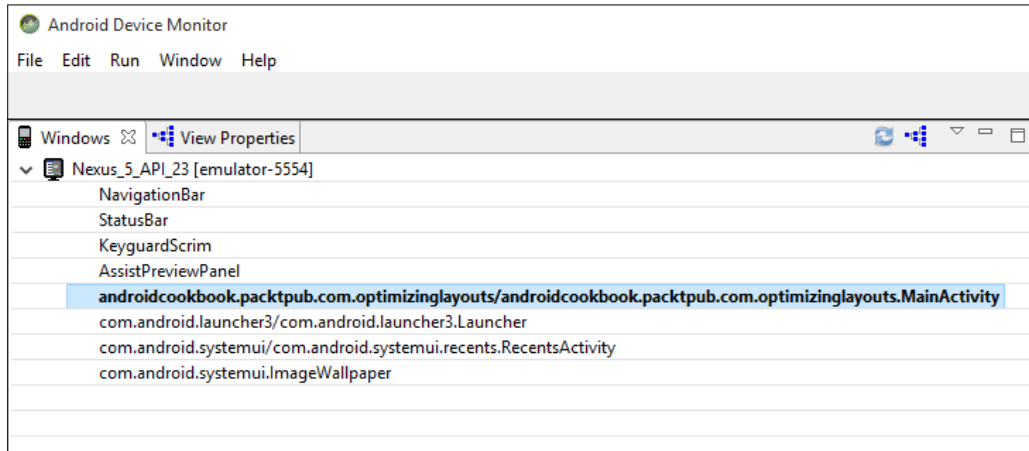 Android Device Monitor
File Edit Run Window Help
Windows View Properties
Nexus_5_API_23 [emulator-5554]
NavigationBar
StatusBar
KeyguardScrim
AssistPreviewPanel
androidcookbook.packtpub.com.optimizinglayouts/androidcookbook.packtpub.com.optimizinglayouts.MainActivity
com.android.launcher3/com.android.launcher3.Launcher
com.android.systemui/com.android.systemui.recents.RecentsActivity
com.android.systemui.ImageWallpaper